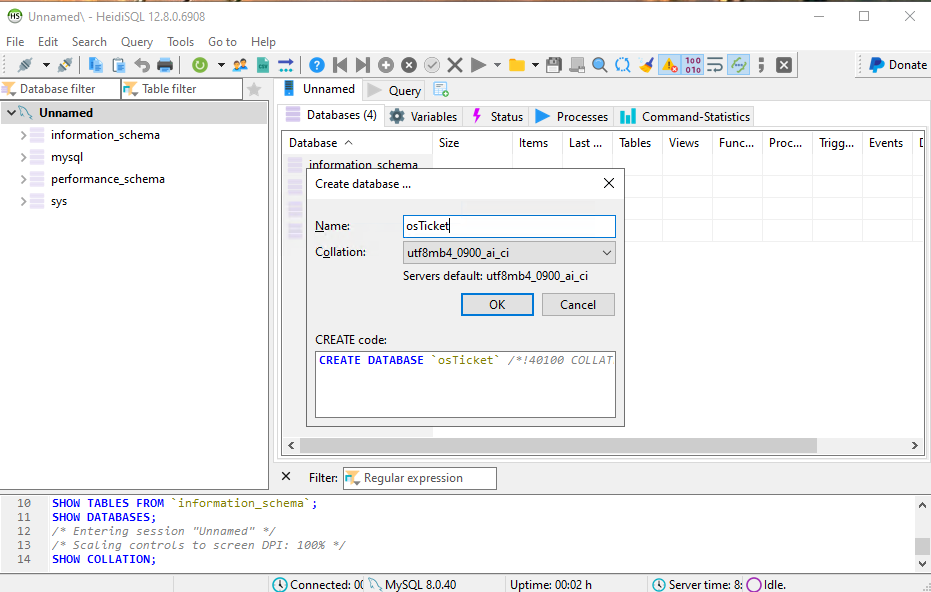 HS Unnamed\ - HeidiSQL 12.8.0.6908
File Edit Search Query Tools Go to Help
Donate
Database filter Table filter
Unnamed Query
Unnamed
information_schema
mysql
performance_schema
sys
Databases (4) Variables Status Processes Command-Statistics
Database Size Items Last ... Tables Views Func... Proc... Trigg... Events
information_schema
Create database ...
Name: osTicket
Collation: utf8mb4_0900_ai_ci
Servers default: utf8mb4_0900_ai_ci
OK Cancel
CREATE code:
CREATE DATABASE `osTicket` /*!40100 COLLAT
Filter: Regular expression
10 SHOW TABLES FROM `information_schema`;
11 SHOW DATABASES;
12 /* Entering session "Unnamed" */
13 /* Scaling controls to screen DPI: 100% */
14 SHOW COLLATION;
Connected: 00 MySQL 8.0.40 Uptime: 00:02 h Server time: 8: Idle.